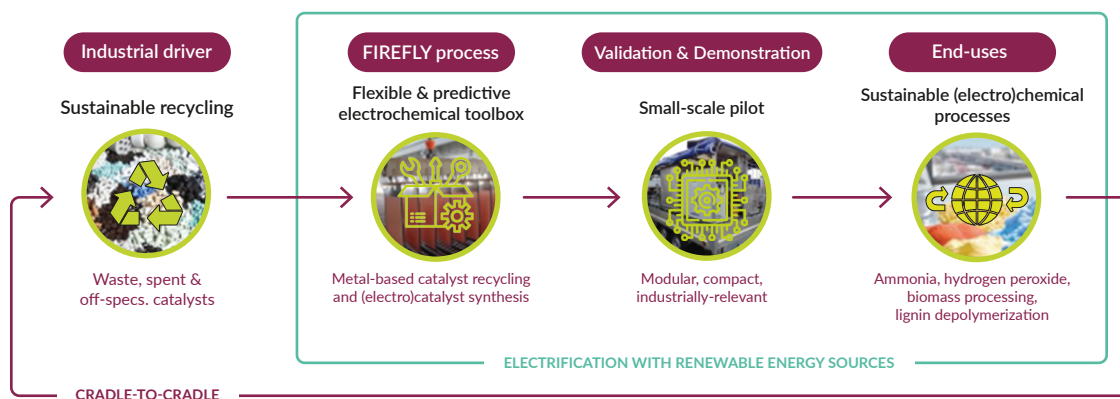 Industrial driver
Sustainable recycling
Waste, spent &
off-specs. catalysts
FIREFLY process
Flexible & predictive
electrochemical toolbox
Metal-based catalyst recycling
and (electro)catalyst synthesis
Validation & Demonstration
Small-scale pilot
Modular, compact,
industrially-relevant
End-uses
Sustainable (electro)chemical
processes
Ammonia, hydrogen peroxide,
biomass processing,
lignin depolymerization
ELECTRIFICATION WITH RENEWABLE ENERGY SOURCES
CRADLE-TO-CRADLE